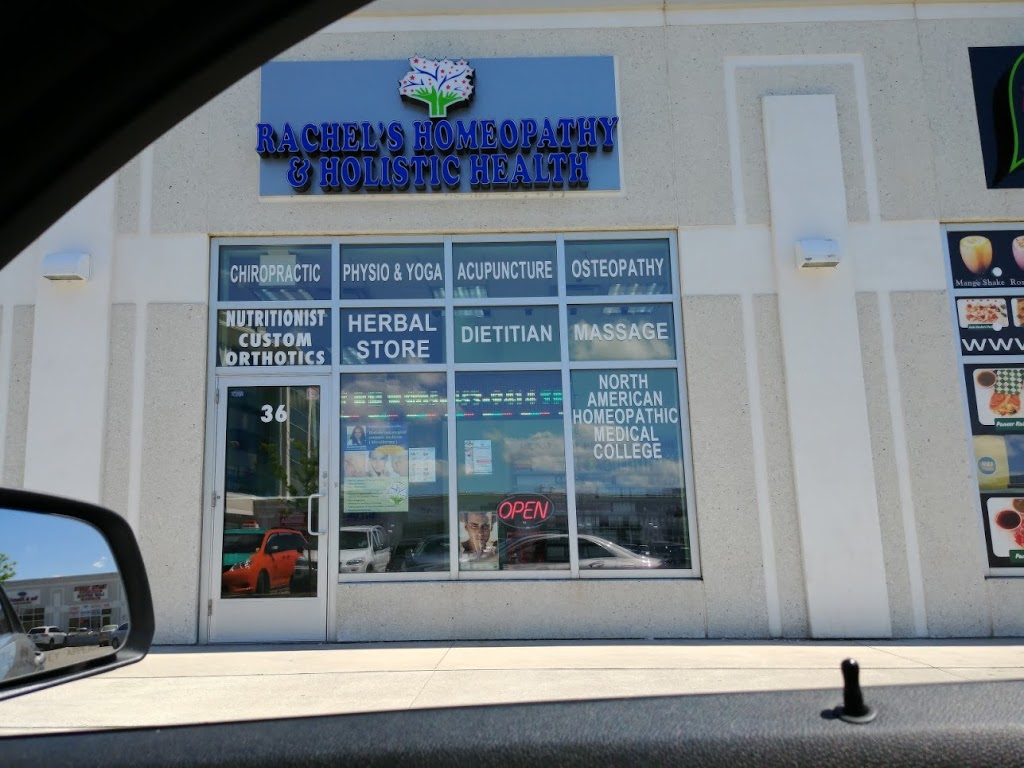 RACHEL'S HOMEOPATHY
& HOLISTIC HEALTH
CHIROPRACTIC
PHYSIO & YOGA
ACUPUNCTURE
OSTEOPATHY
NUTRITIONIST
CUSTOM
ORTHOTICS
HERBAL
STORE
DIETITIAN
MASSAGE
NORTH
AMERICAN
HOMEOPATHIC
MEDICAL
COLLEGE
36
OPEN
Mango Shake
WWW